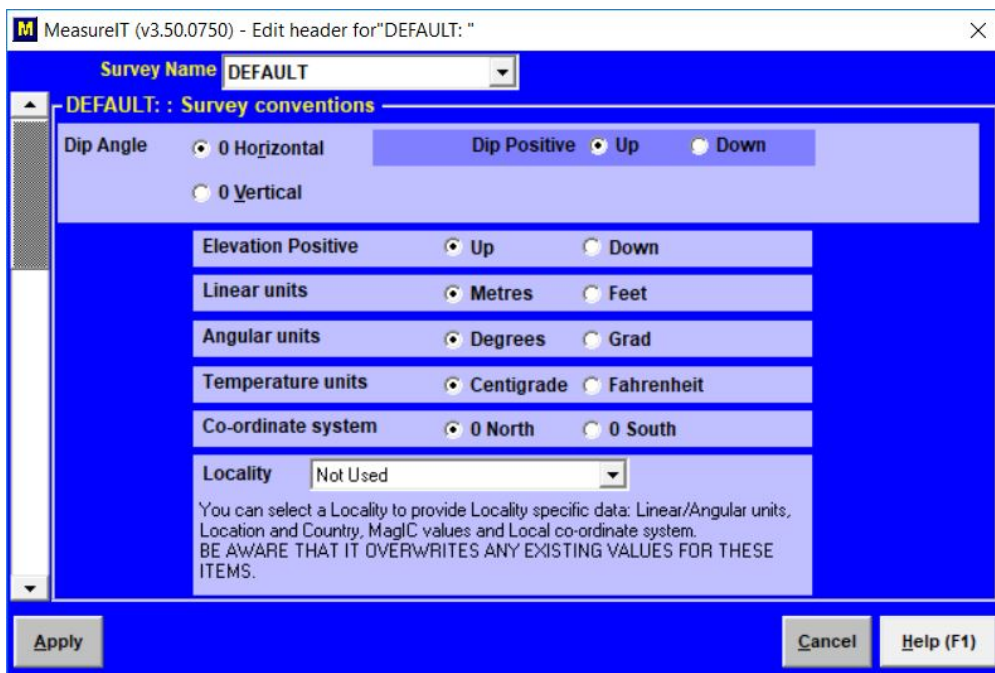 M MeasureIT (v3.50.0750) - Edit header for"DEFAULT: "
Survey Name DEFAULT
DEFAULT: : Survey conventions
Dip Angle 0 Horizontal Dip Positive Up Down
0 Vertical
Elevation Positive Up Down
Linear units Metres Feet
Angular units Degrees Grad
Temperature units Centigrade Fahrenheit
Co-ordinate system 0 North 0 South
Locality Not Used
You can select a Locality to provide Locality specific data: Linear/Angular units,
Location and Country, MagIC values and Local co-ordinate system.
BE AWARE THAT IT OVERWRITES ANY EXISTING VALUES FOR THESE
ITEMS.
Apply Cancel Help (F1)